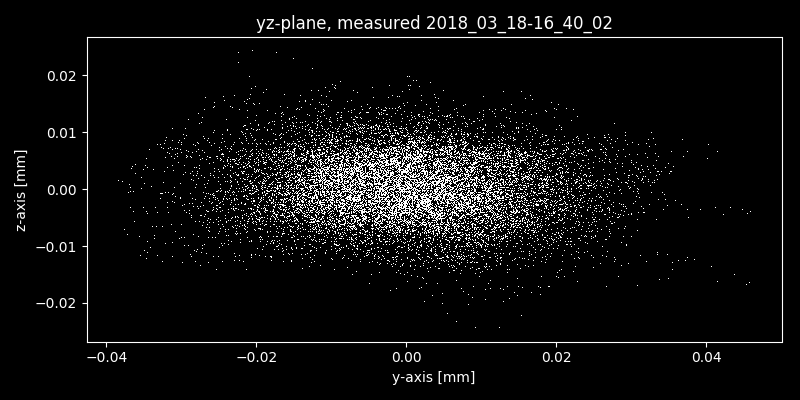 yz-plane, measured 2018_03_18-16_40_02
0.02
0.01
0.00
−0.01
−0.02
z-axis [mm]
−0.04 −0.02 0.00 0.02 0.04
y-axis [mm]